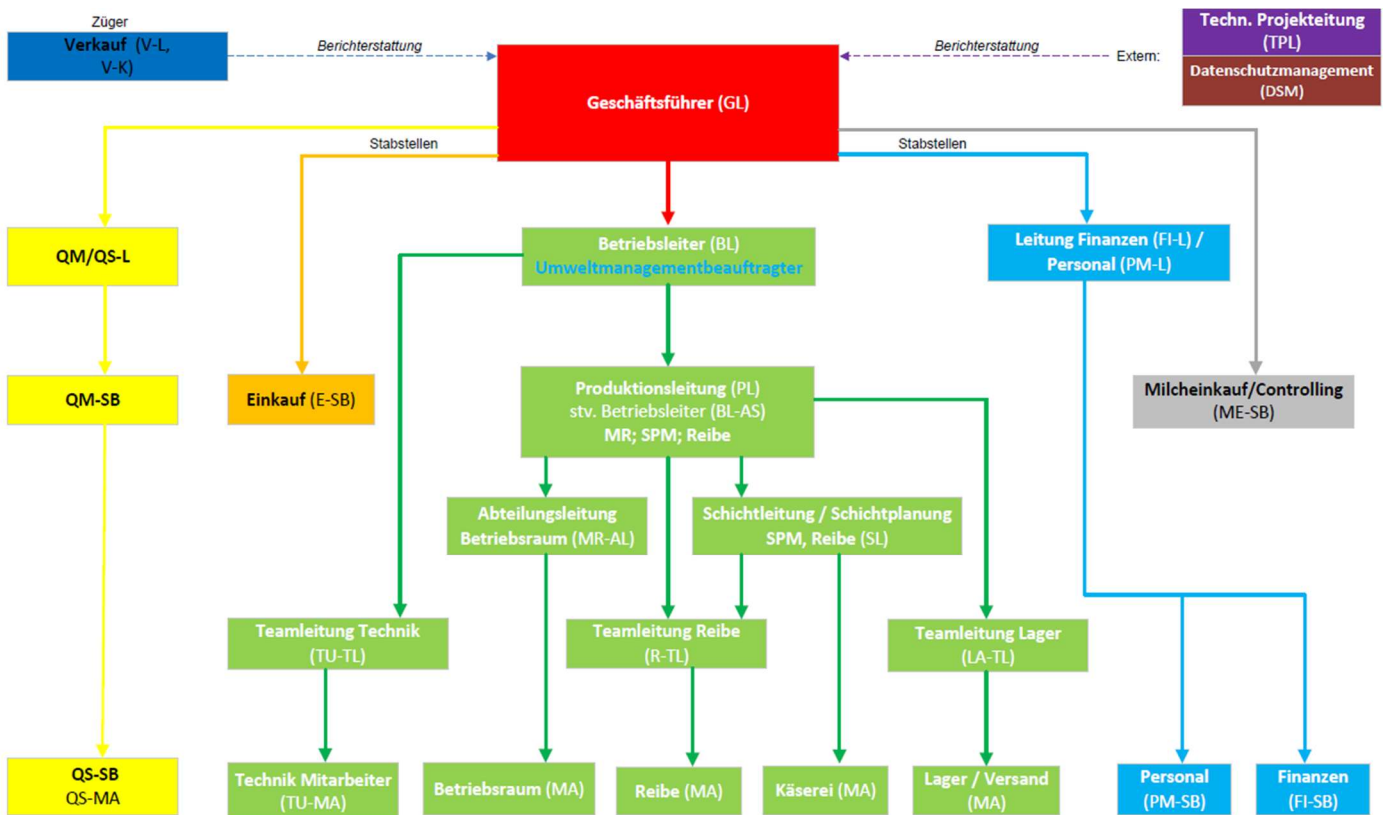 Züger
Verkauf (V-L,
V-K)
Berichterstattung
Berichterstattung
Extern:
Techn. Projekteitung
(TPL)
Datenschutzmanagement
(DSM)
Geschäftsführer (GL)
Stabstellen
Stabstellen
QM/QS-L
Betriebsleiter (BL)
Umweltmanagementbeauftragter
Leitung Finanzen (FI-L) /
Personal (PM-L)
QM-SB
Einkauf (E-SB)
Produktionsleitung (PL)
stv. Betriebsleiter (BL-AS)
MR; SPM; Reibe
Milcheinkauf/Controlling
(ME-SB)
Abteilungsleitung
Betriebsraum (MR-AL)
Schichtleitung / Schichtplanung
SPM, Reibe (SL)
Teamleitung Technik
(TU-TL)
Teamleitung Reibe
(R-TL)
Teamleitung Lager
(LA-TL)
QS-SB
QS-MA
Technik Mitarbeiter
(TU-MA)
Betriebsraum (MA)
Reibe (MA)
Käserei (MA)
Lager / Versand
(MA)
Personal
(PM-SB)
Finanzen
(FI-SB)